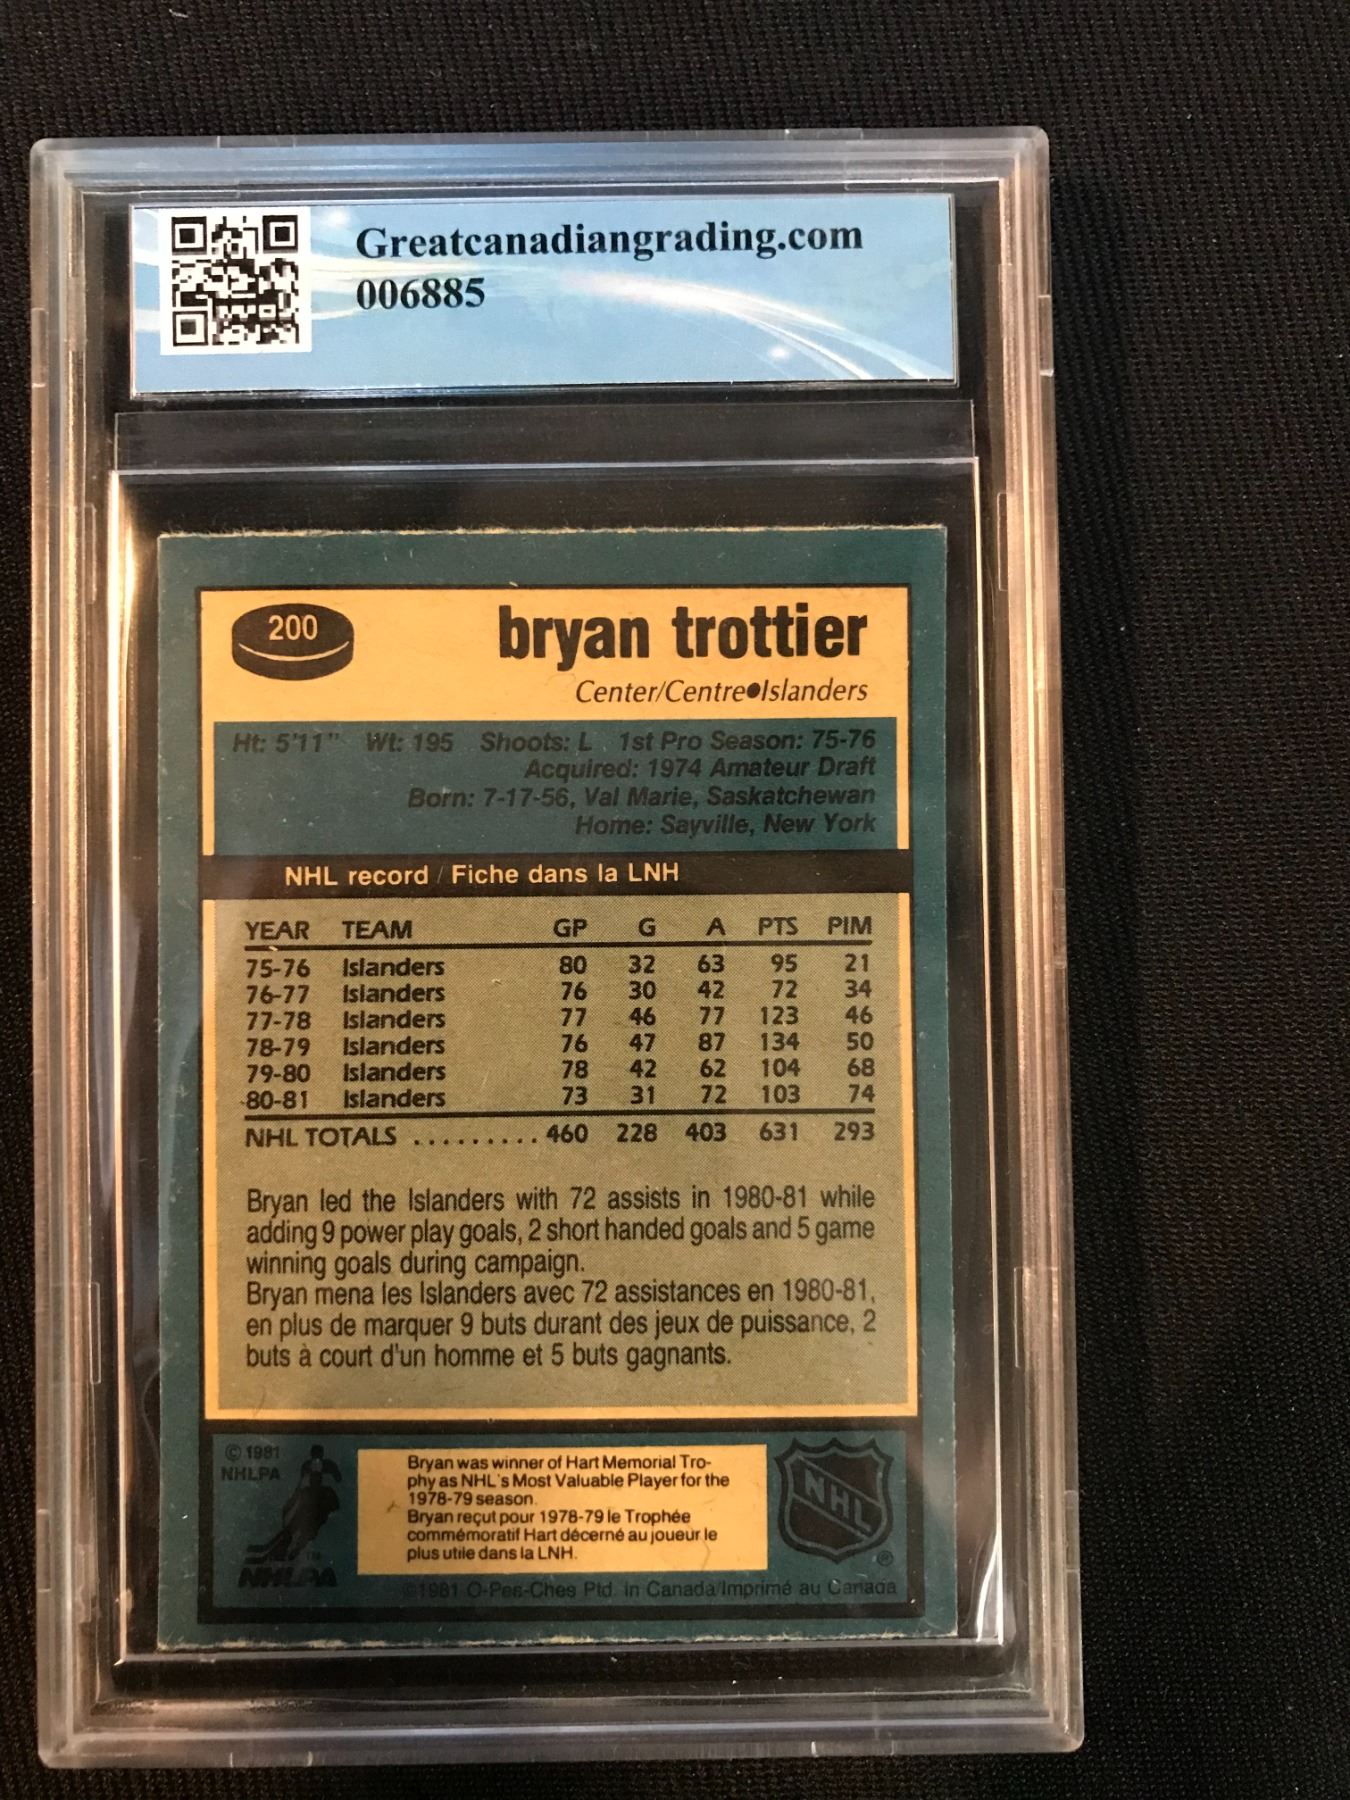 Greatcanadiangrading.com
006885
200
bryan trottier
Center/Centre●Islanders
Ht: 5'11" Wt: 195 Shoots: L 1st Pro Season: 75-76
Acquired: 1974 Amateur Draft
Born: 7-17-56, Val Marie, Saskatchewan
Home: Sayville, New York
NHL record / Fiche dans la LNH
YEAR TEAM GP G A PTS PIM
75-76 Islanders 80 32 63 95 21
76-77 Islanders 76 30 42 72 34
77-78 Islanders 77 46 77 123 46
78-79 Islanders 76 47 87 134 50
79-80 Islanders 78 42 62 104 68
80-81 Islanders 73 31 72 103 74
NHL TOTALS .......... 460 228 403 631 293
Bryan led the Islanders with 72 assists in 1980-81 while
adding 9 power play goals, 2 short handed goals and 5 game
winning goals during campaign.
Bryan mena les Islanders avec 72 assistances en 1980-81,
en plus de marquer 9 buts durant des jeux de puissance, 2
buts à court d'un homme et 5 buts gagnants.
© 1981
NHLPA
NHLPA
Bryan was winner of Hart Memorial Tro-
phy as NHL's Most Valuable Player for the
1978-79 season.
Bryan reçut pour 1978-79 le Trophée
commémoratif Hart décerné au joueur le
plus utile dans la LNH.
NHL
®
©1981 O-Pee-Chee Ptd. in Canada/Imprimé au Canada